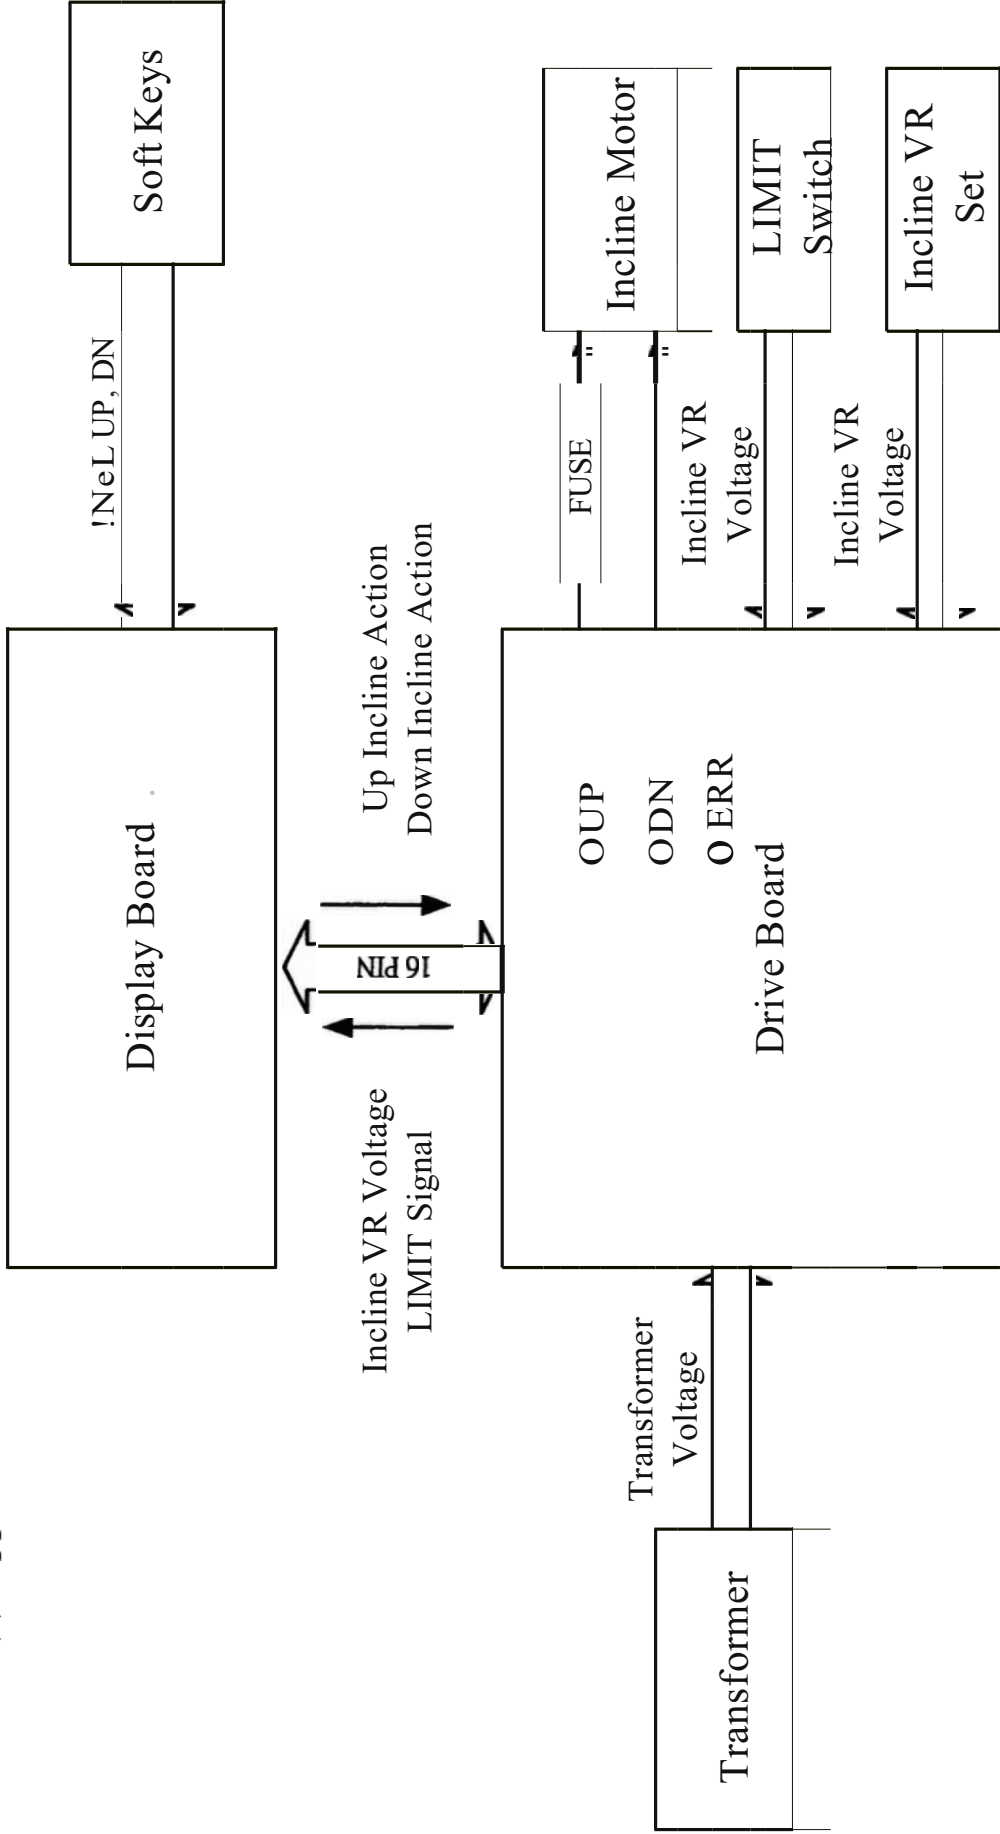 Soft Keys
!NeL UP, DN
Display Board
Up Incline Action
Down Incline Action
16 PIN
Incline VR Voltage
LIMIT Signal
Incline Motor
FUSE
LIMIT
Switch
Incline VR
Voltage
Incline VR
Set
Incline VR
Voltage
OUP
ODN
O ERR
Drive Board
Transformer
Voltage
Transformer